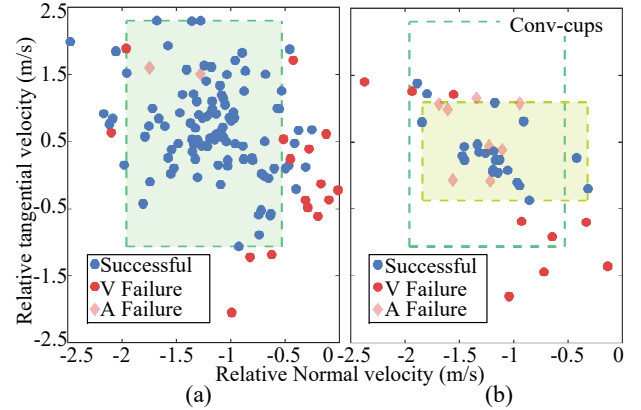 2.5
1.5
0.5
-0.5
-1.5
-2.5
Relative tangential velocity (m/s)
Successful
V Failure
A Failure
-2.5 -2 -1.5 -1 -0.5 0
(a)
Conv-cups
Successful
V Failure
A Failure
-2 -1.5 -1 -0.5 0
(b)
Relative Normal velocity (m/s)